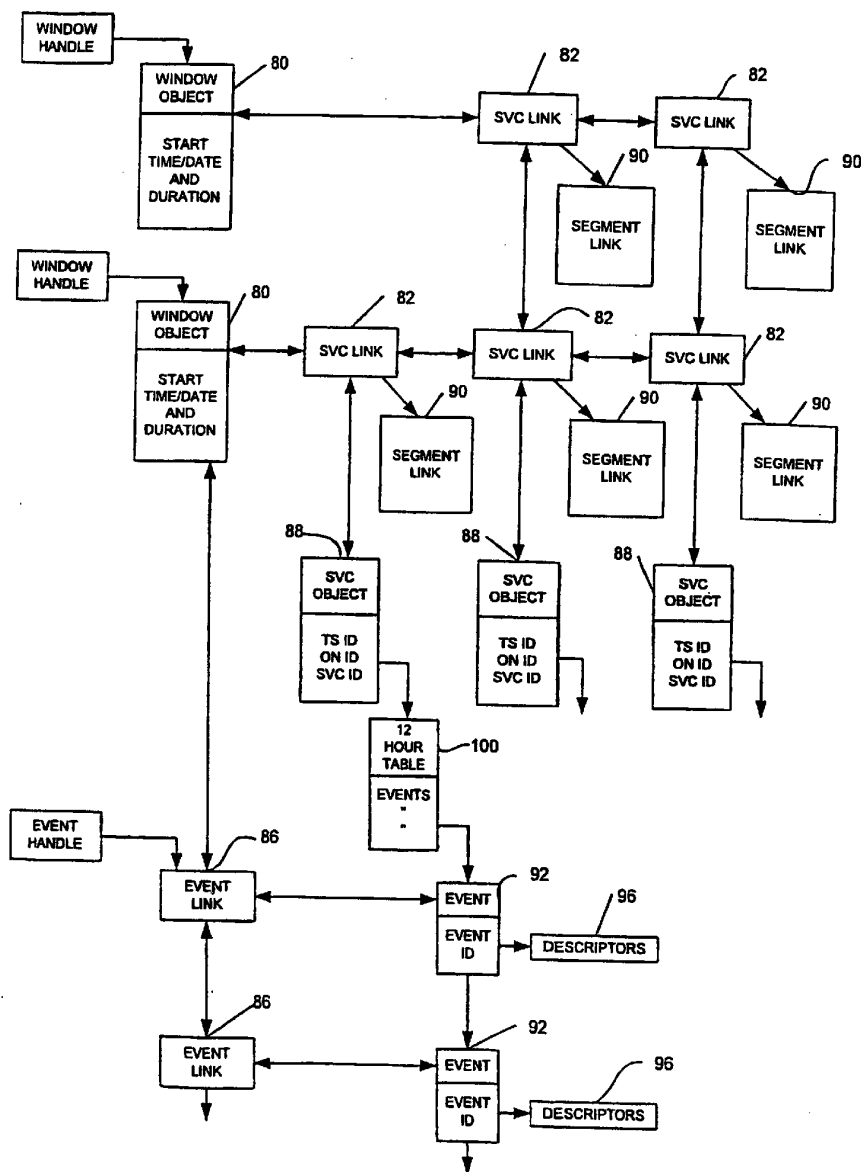 WINDOW
HANDLE
80
WINDOW
OBJECT
START
TIME/DATE
AND
DURATION
82
SVC LINK
82
SVC LINK
90
SEGMENT
LINK
90
SEGMENT
LINK
WINDOW
HANDLE
80
WINDOW
OBJECT
START
TIME/DATE
AND
DURATION
82
SVC LINK
82
SVC LINK
82
SVC LINK
90
SEGMENT
LINK
90
SEGMENT
LINK
90
SEGMENT
LINK
88
SVC
OBJECT
TS ID
ON ID
SVC ID
88
SVC
OBJECT
TS ID
ON ID
SVC ID
88
SVC
OBJECT
TS ID
ON ID
SVC ID
12
HOUR
TABLE
100
EVENTS
"
"
EVENT
HANDLE
86
EVENT
LINK
92
EVENT
EVENT
ID
96
DESCRIPTORS
86
EVENT
LINK
92
EVENT
EVENT
ID
96
DESCRIPTORS